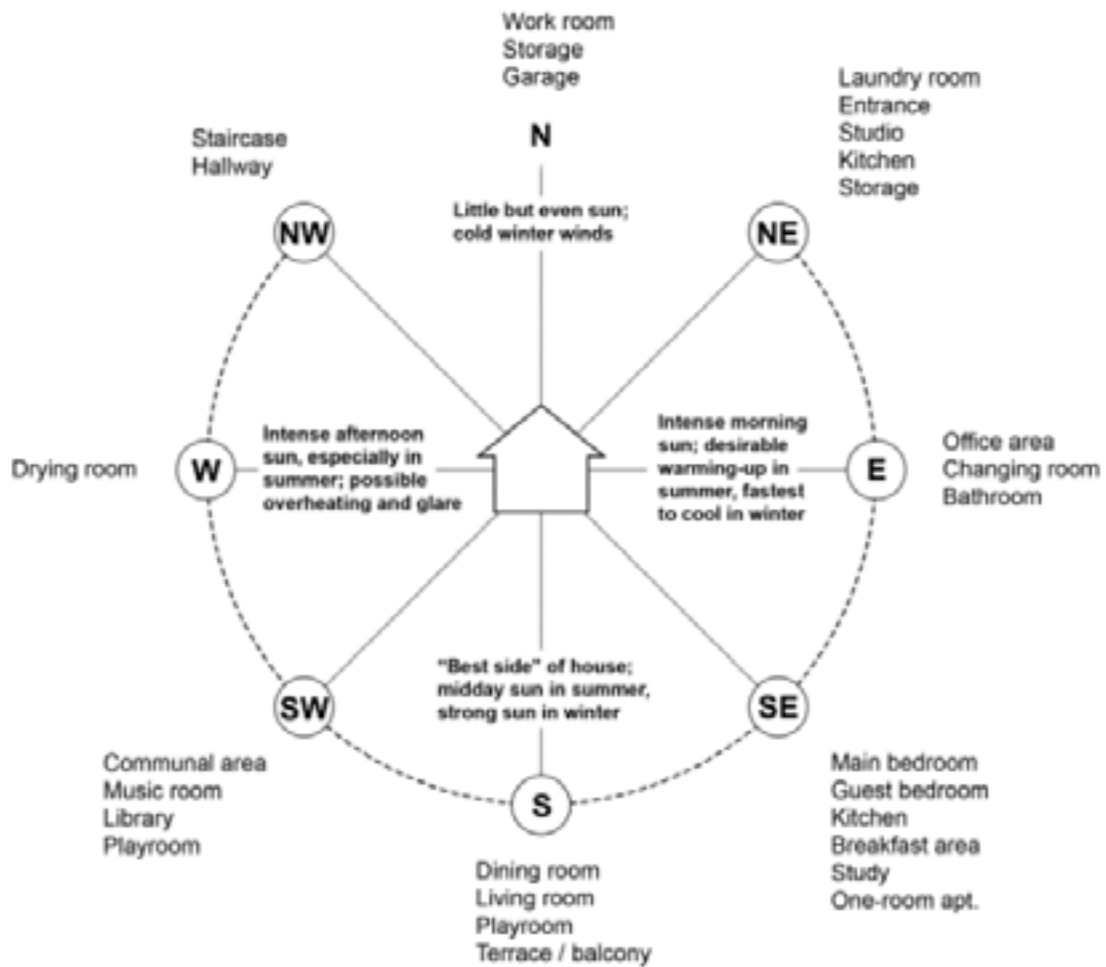 Work room
Storage
Garage
N
Little but even sun;
cold winter winds
Laundry room
Entrance
Studio
Kitchen
Storage
NE
Staircase
Hallway
NW
Drying room
W
Intense afternoon
sun, especially in
summer; possible
overheating and glare
Intense morning
sun; desirable
warming-up in
summer, fastest
to cool in winter
E
Office area
Changing room
Bathroom
"Best side" of house;
midday sun in summer,
strong sun in winter
SW
Communal area
Music room
Library
Playroom
S
Dining room
Living room
Playroom
Terrace / balcony
SE
Main bedroom
Guest bedroom
Kitchen
Breakfast area
Study
One-room apt.